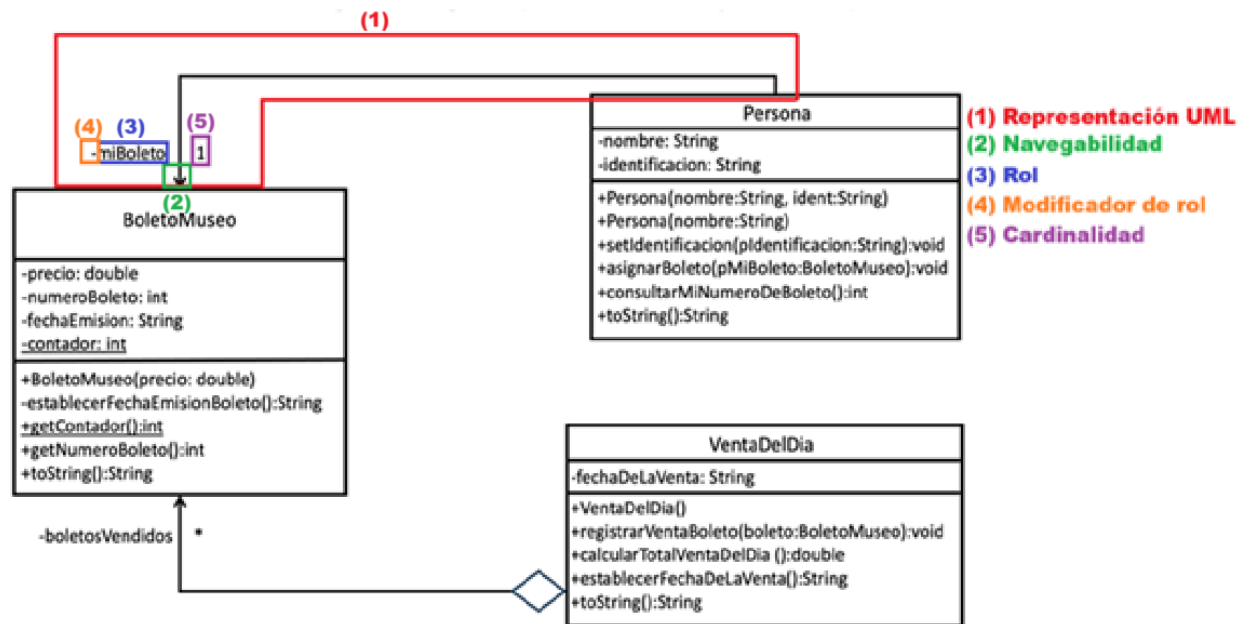 (1)
(4) (3) (5)
-miBoleto 1
(2)
BoletoMuseo
-precio: double
-numeroBoleto: int
-fechaEmision: String
-contador: int
+BoletoMuseo(precio: double)
-establecerFechaEmisionBoleto():String
+getContador():int
+getNumeroBoleto():int
+toString():String
Persona
-nombre: String
-identificacion: String
+Persona(nombre:String, ident:String)
+Persona(nombre:String)
+setIdentificacion(pIdentificacion:String):void
+asignarBoleto(pMiBoleto:BoletoMuseo):void
+consultarMiNumeroDeBoleto():int
+toString():String
(1) Representación UML
(2) Navegabilidad
(3) Rol
(4) Modificador de rol
(5) Cardinalidad
-boletosVendidos *
VentaDelDia
-fechaDeLaVenta: String
+VentaDelDia()
+registrarVentaBoleto(boleto:BoletoMuseo):void
+calcularTotalVentaDelDia ():double
+establecerFechaDeLaVenta():String
+toString():String